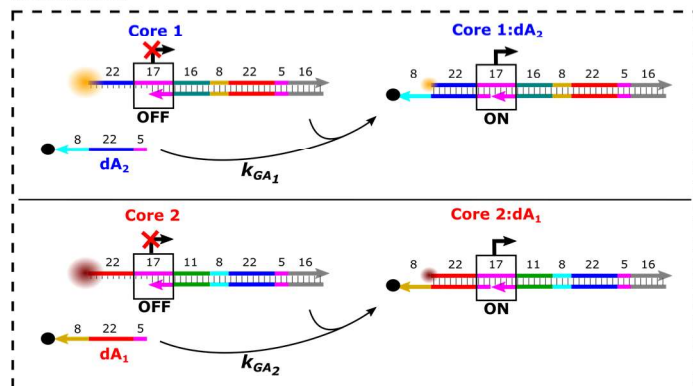 Core 1
Core 1:dA2
22 17 16 8 22 5 16
8 22 17 16 8 22 5 16
OFF
ON
8 22 5
dA2
kGA1
Core 2
Core 2:dA1
22 17 11 8 22 5 16
8 22 17 11 8 22 5 16
OFF
ON
8 22 5
dA1
kGA2